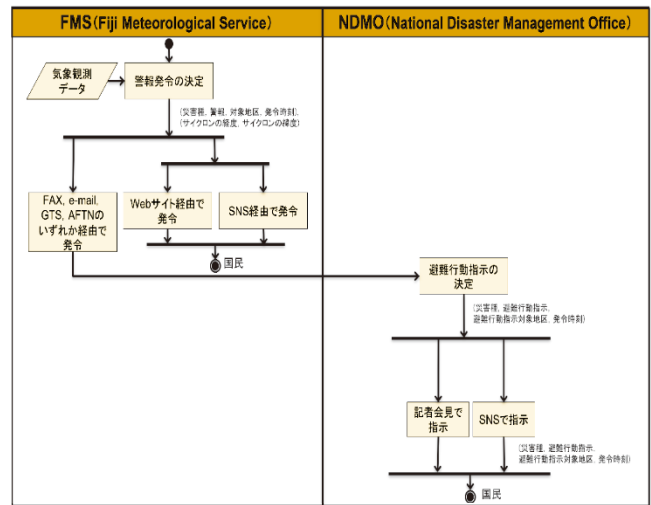 FMS(Fiji Meteorological Service)
NDMO(National Disaster Management Office)
気象観測
データ
警報発令の決定
(災害種, 警報, 対象地区, 発令時刻),
(サイクロンの経度, サイクロンの緯度)
FAX, e-mail,
GTS, AFTNの
いずれか経由で
発令
Webサイト経由で
発令
SNS経由で発令
国民
避難行動指示の
決定
(災害種, 避難行動指示,
避難行動指示対象地区, 発令時刻)
記者会見で
指示
SNSで指示
(災害種, 避難行動指示,
避難行動指示対象地区, 発令時刻)
国民